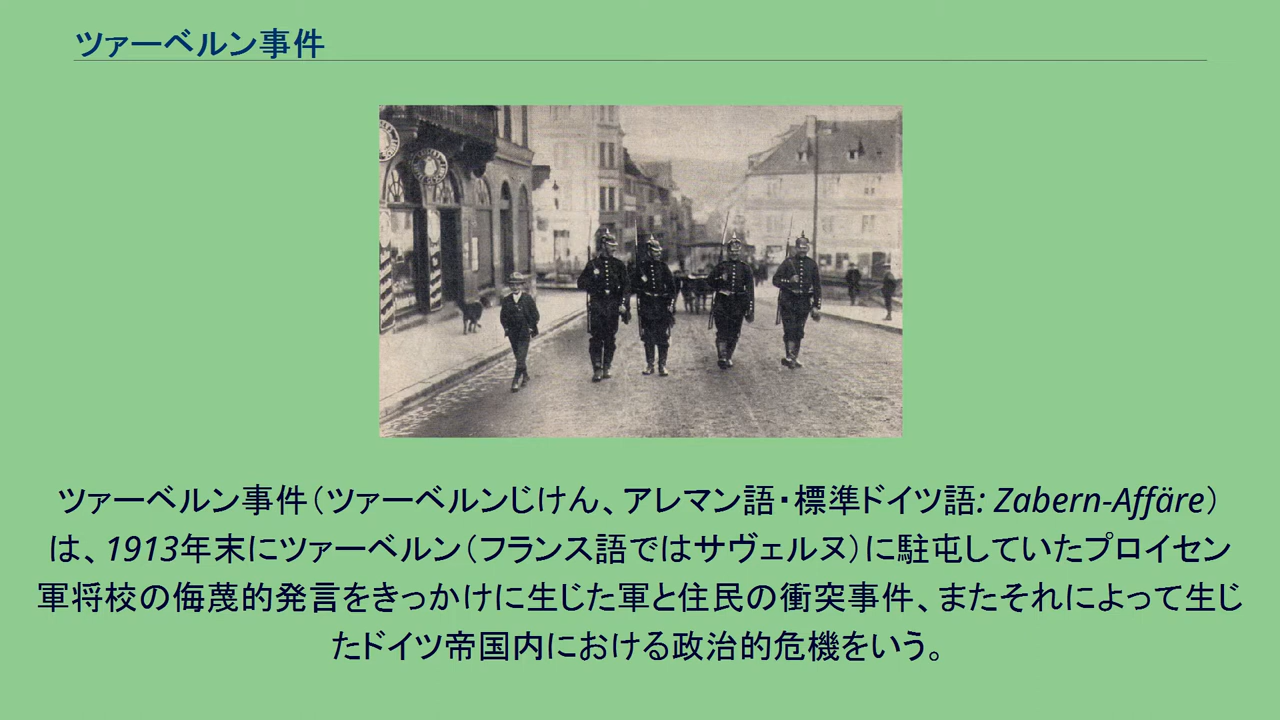 ツァーベルン事件
ツァーベルン事件（ツァーベルンじけん、アレマン語・標準ドイツ語: Zabern-Affäre）
は、1913年末にツァーベルン（フランス語ではサヴェルヌ）に駐屯していたプロイセン
軍将校の侮蔑的発言をきっかけに生じた軍と住民の衝突事件、またそれによって生じ
たドイツ帝国内における政治的危機をいう。